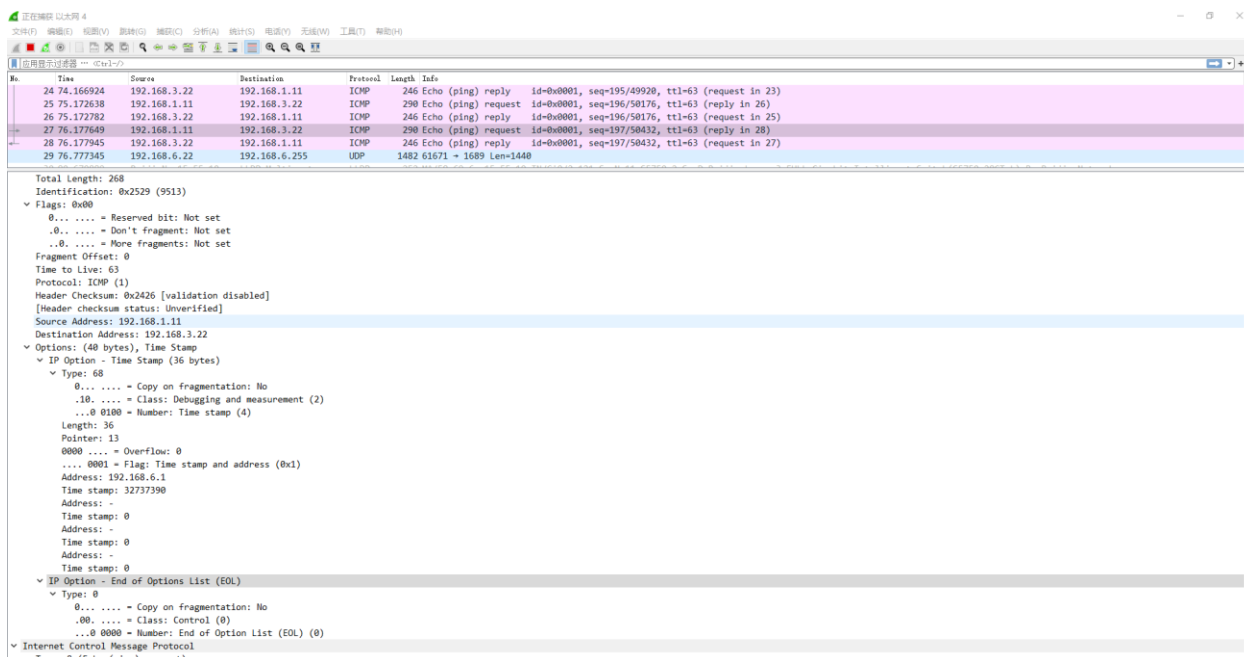 正在捕获 以太网 4
文件(F) 编辑(E) 视图(V) 跳转(G) 捕获(C) 分析(A) 统计(S) 电话(Y) 无线(W) 工具(T) 帮助(H)
应用显示过滤器 … <Ctrl-/>
No. Time Source Destination Protocol Length Info
24 74.166924 192.168.3.22 192.168.1.11 ICMP 246 Echo (ping) reply id=0x0001, seq=195/49920, ttl=63 (request in 23)
25 75.172638 192.168.1.11 192.168.3.22 ICMP 290 Echo (ping) request id=0x0001, seq=196/50176, ttl=63 (reply in 26)
26 75.172782 192.168.3.22 192.168.1.11 ICMP 246 Echo (ping) reply id=0x0001, seq=196/50176, ttl=63 (request in 25)
27 76.177649 192.168.1.11 192.168.3.22 ICMP 290 Echo (ping) request id=0x0001, seq=197/50432, ttl=63 (reply in 28)
28 76.177945 192.168.3.22 192.168.1.11 ICMP 246 Echo (ping) reply id=0x0001, seq=197/50432, ttl=63 (request in 27)
29 76.777345 192.168.6.22 192.168.6.255 UDP 1482 61671 → 1689 Len=1440
Total Length: 268
Identification: 0x2529 (9513)
Flags: 0x00
0... .... = Reserved bit: Not set
.0.. .... = Don't fragment: Not set
..0. .... = More fragments: Not set
Fragment Offset: 0
Time to Live: 63
Protocol: ICMP (1)
Header Checksum: 0x2426 [validation disabled]
[Header checksum status: Unverified]
Source Address: 192.168.1.11
Destination Address: 192.168.3.22
Options: (40 bytes), Time Stamp
IP Option - Time Stamp (36 bytes)
Type: 68
0... .... = Copy on fragmentation: No
.10. .... = Class: Debugging and measurement (2)
...0 0100 = Number: Time stamp (4)
Length: 36
Pointer: 13
0000 .... = Overflow: 0
.... 0001 = Flag: Time stamp and address (0x1)
Address: 192.168.6.1
Time stamp: 32737390
Address: -
Time stamp: 0
Address: -
Time stamp: 0
Address: -
Time stamp: 0
IP Option - End of Options List (EOL)
Type: 0
0... .... = Copy on fragmentation: No
.00. .... = Class: Control (0)
...0 0000 = Number: End of Option List (EOL) (0)
Internet Control Message Protocol